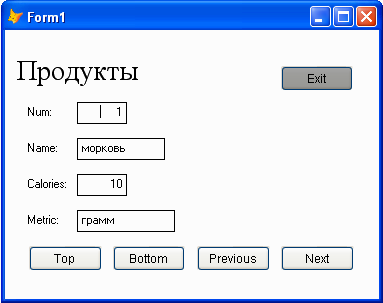 Form1
Продукты
Exit
Num: 1
Name: морковь
Calories: 10
Metric: грамм
Top Bottom Previous Next